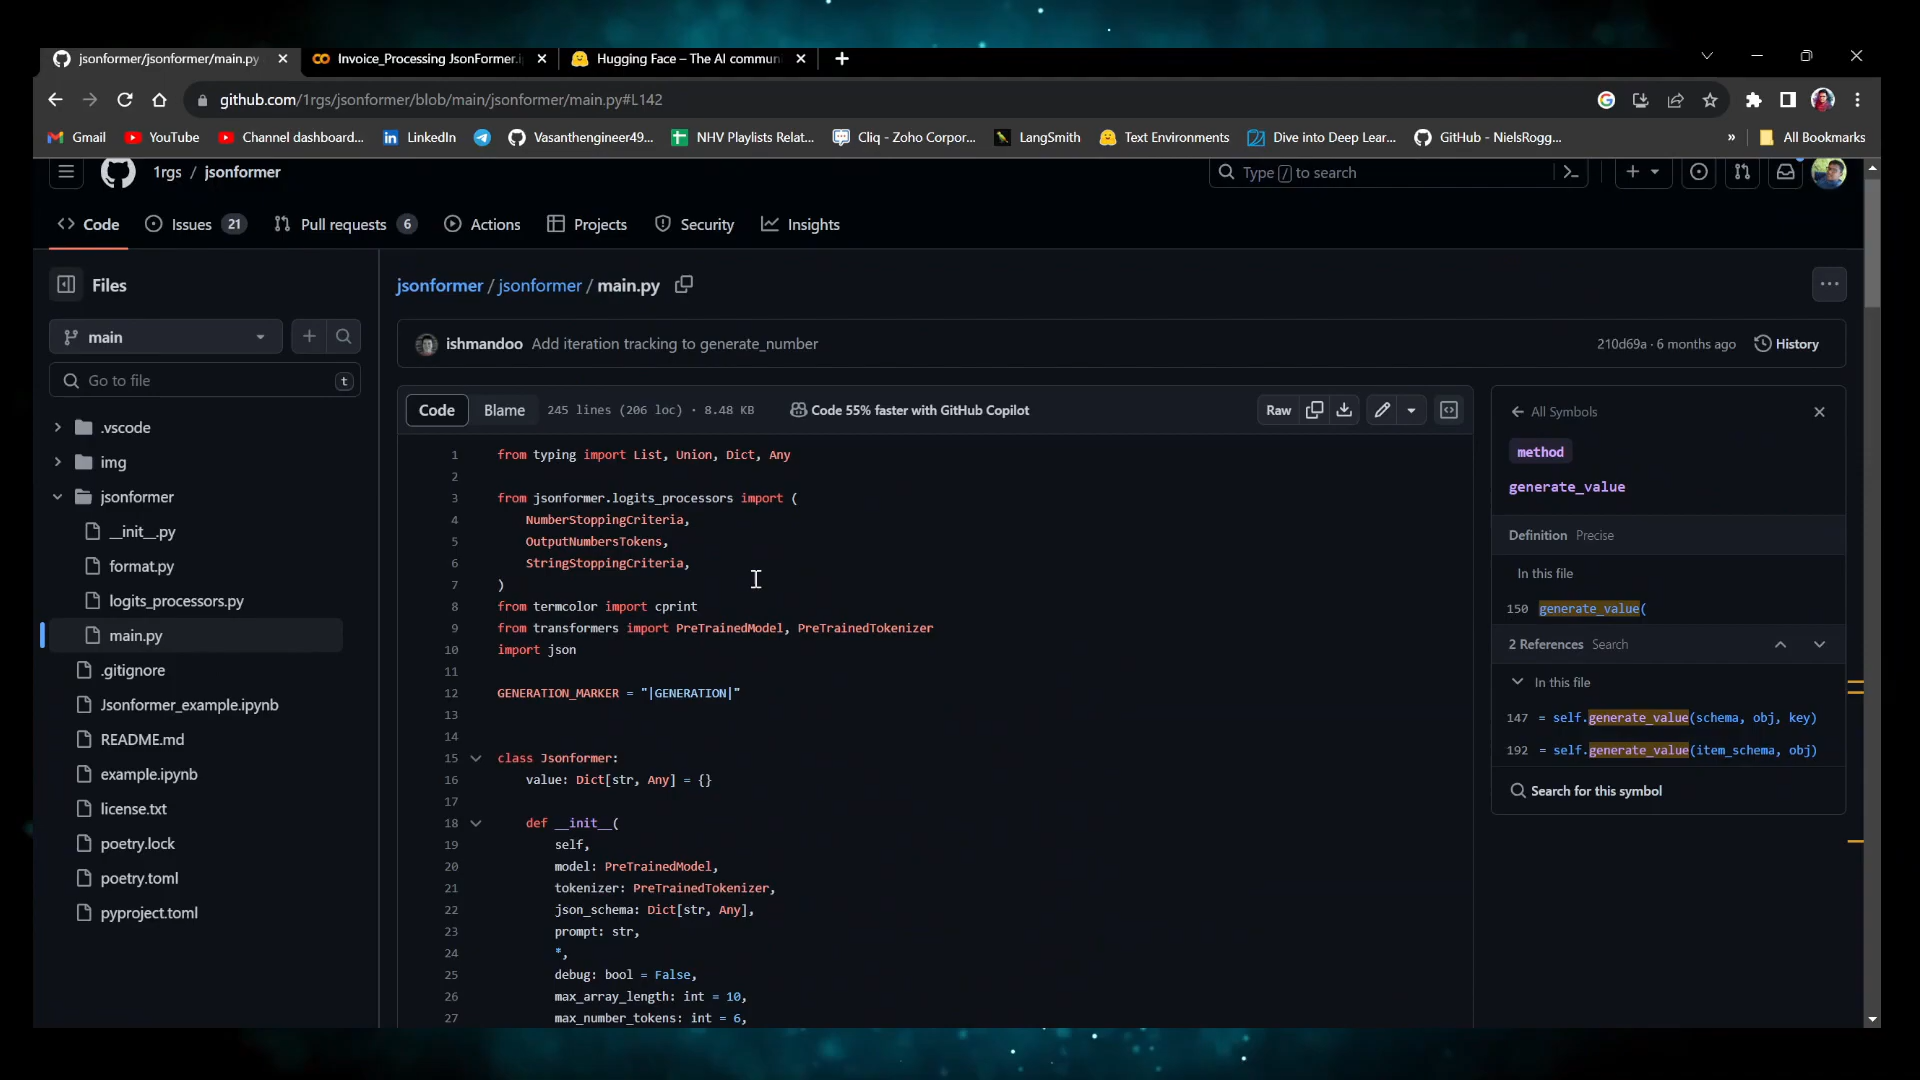 jsonformer/jsonformer/main.py
Invoice_Processing JsonFormer.i
Hugging Face – The AI commun
github.com/1rgs/jsonformer/blob/main/jsonformer/main.py#L142
Gmail
YouTube
Channel dashboard...
LinkedIn
Vasanthengineer49...
NHV Playlists Relat...
Cliq - Zoho Corpor...
LangSmith
Text Environments
Dive into Deep Lear...
GitHub - NielsRogg...
»
All Bookmarks
1rgs / jsonformer
Type / to search
Code
Issues 21
Pull requests 6
Actions
Projects
Security
Insights
Files
main
Go to file t
.vscode
img
jsonformer
__init__.py
format.py
logits_processors.py
main.py
.gitignore
Jsonformer_example.ipynb
README.md
example.ipynb
license.txt
poetry.lock
poetry.toml
pyproject.toml
jsonformer / jsonformer / main.py
ishmandoo Add iteration tracking to generate_number
210d69a · 6 months ago
History
Code
Blame
245 lines (206 loc) · 8.48 KB
Code 55% faster with GitHub Copilot
Raw
1 from typing import List, Union, Dict, Any
2
3 from jsonformer.logits_processors import (
4 NumberStoppingCriteria,
5 OutputNumbersTokens,
6 StringStoppingCriteria,
7 )
8 from termcolor import cprint
9 from transformers import PreTrainedModel, PreTrainedTokenizer
10 import json
11
12 GENERATION_MARKER = "|GENERATION|"
13
14
15 class Jsonformer:
16 value: Dict[str, Any] = {}
17
18 def __init__(
19 self,
20 model: PreTrainedModel,
21 tokenizer: PreTrainedTokenizer,
22 json_schema: Dict[str, Any],
23 prompt: str,
24 *,
25 debug: bool = False,
26 max_array_length: int = 10,
27 max_number_tokens: int = 6,
All Symbols
method
generate_value
Definition Precise
In this file
150 generate_value(
2 References Search
In this file
147 = self.generate_value(schema, obj, key)
192 = self.generate_value(item_schema, obj)
Search for this symbol